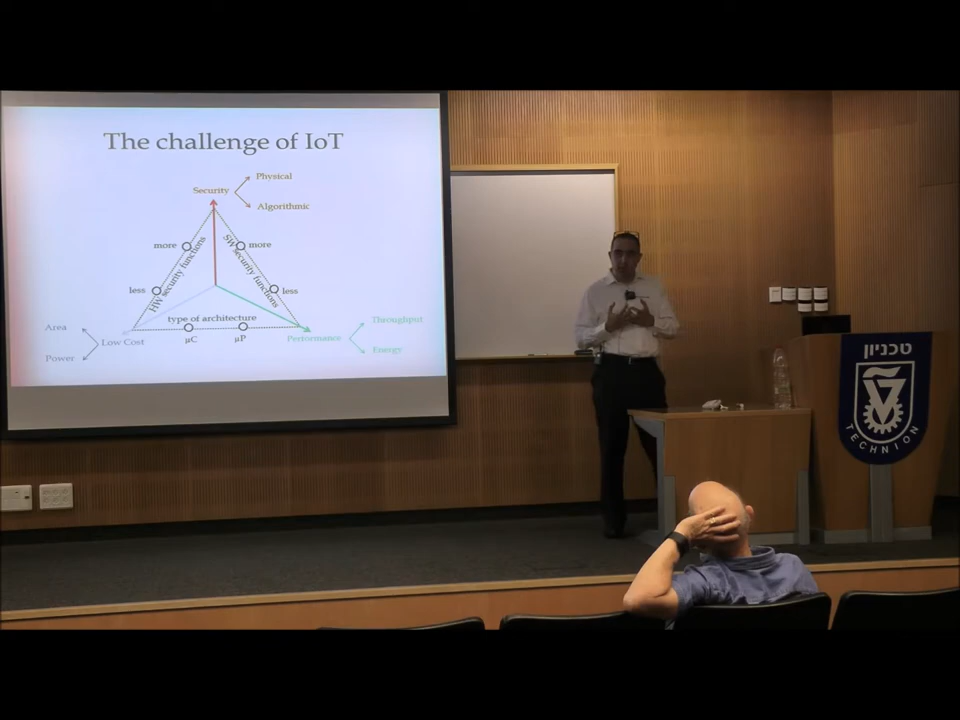 The challenge of IoT
Physical
Security
Algorithmic
more
more
HW security functions
SW security functions
less
less
type of architecture
Area
Low Cost
Power
μC
μP
Performance
Throughput
Energy
טכניון
TECHNION